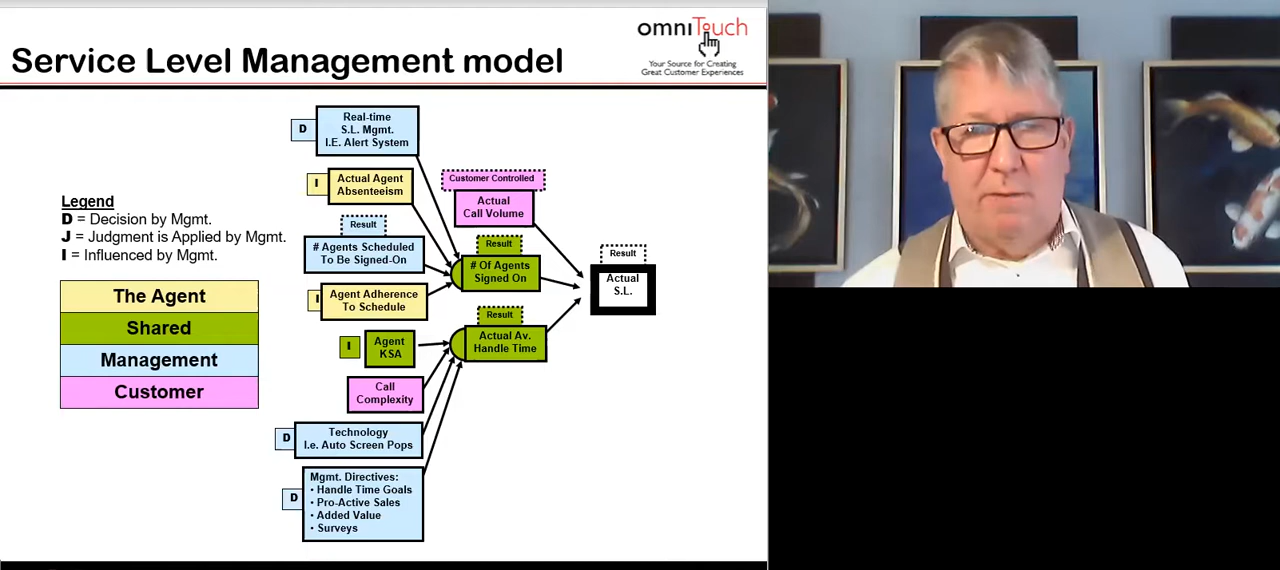 Service Level Management model
omniTouch
Your Source for Creating
Great Customer Experiences
D
Real-time
S.L. Mgmt.
I.E. Alert System
I
Actual Agent
Absenteeism
Customer Controlled
Actual
Call Volume
Legend
D = Decision by Mgmt.
J = Judgment is Applied by Mgmt.
I = Influenced by Mgmt.
Result
# Agents Scheduled
To Be Signed-On
Result
# Of Agents
Signed On
Result
Actual
S.L.
I
Agent Adherence
To Schedule
The Agent
Shared
Management
Customer
Result
Actual Av.
Handle Time
I
Agent
KSA
Call
Complexity
D
Technology
I.e. Auto Screen Pops
D
Mgmt. Directives:
• Handle Time Goals
• Pro-Active Sales
• Added Value
• Surveys